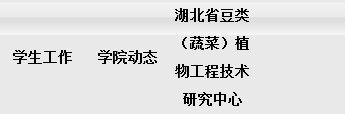 学生工作
学院动态
湖北省豆类
（蔬菜）植
物工程技术
研究中心